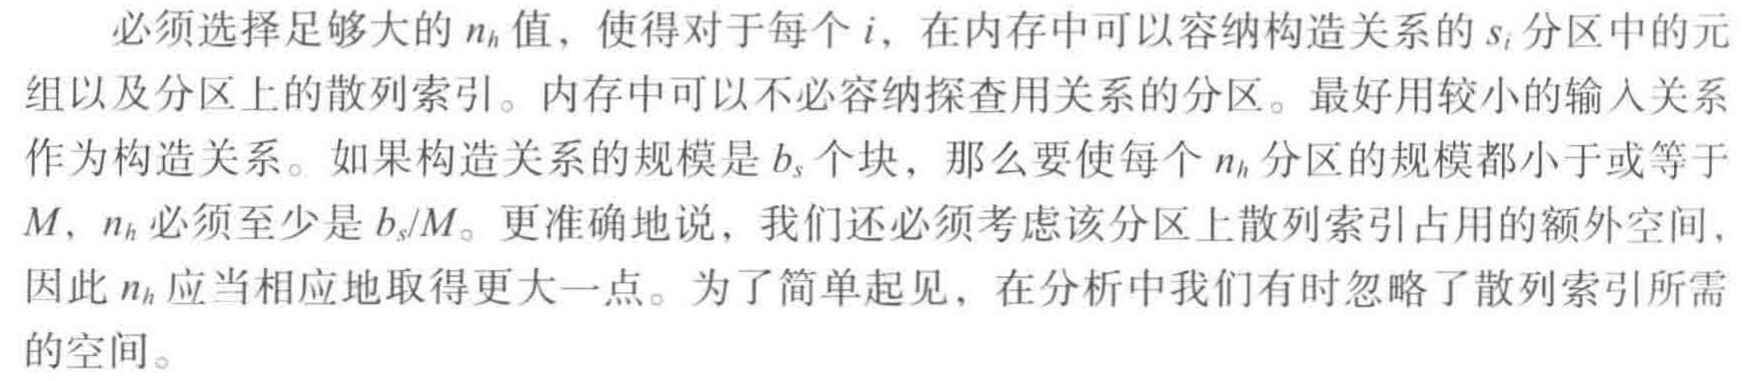 必须选择足够大的 nₕ 值，使得对于每个 i，在内存中可以容纳构造关系的 sᵢ 分区中的元
组以及分区上的散列索引。内存中可以不必容纳探查用关系的分区。最好用较小的输入关系
作为构造关系。如果构造关系的规模是 bₛ 个块，那么要使每个 nₕ 分区的规模都小于或等于
M，nₕ 必须至少是 bₛ/M。更准确地说，我们还必须考虑该分区上散列索引占用的额外空间，
因此 nₕ 应当相应地取得更大一点。为了简单起见，在分析中我们有时忽略了散列索引所需
的空间。